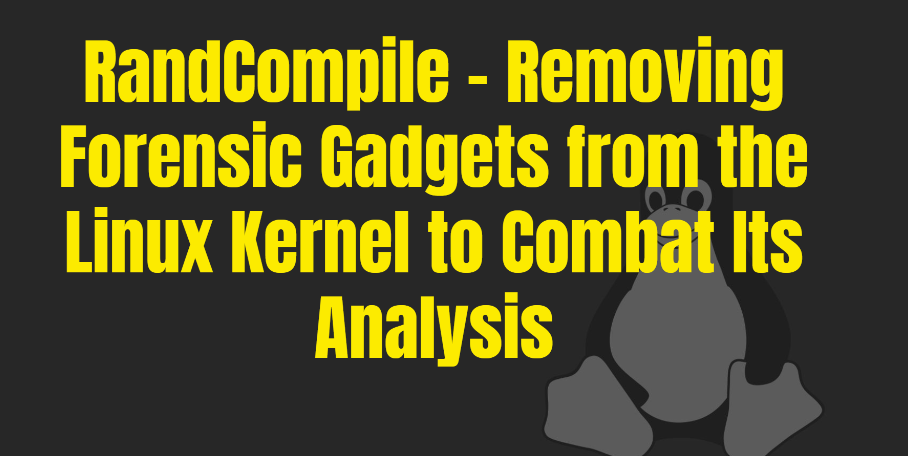 RandCompile - Removing
Forensic Gadgets from the
Linux Kernel to Combat Its
Analysis